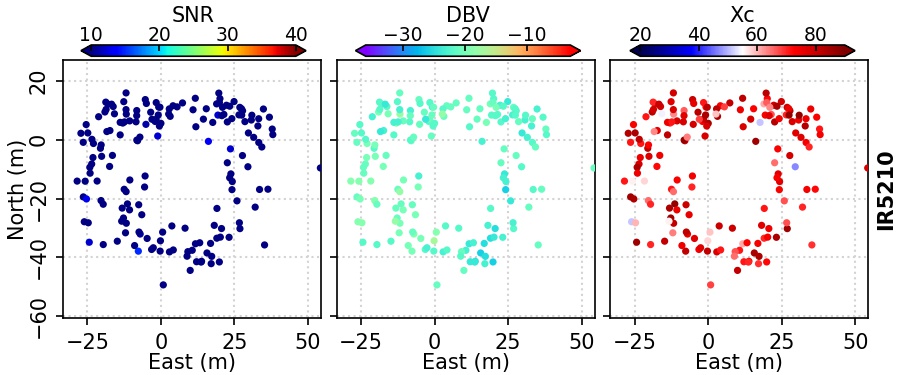 SNR DBV Xc
10 20 30 40 −30 −20 −10 20 40 60 80
20
0
−20
−40
−60
North (m)
−25 0 25 50 −25 0 25 50 −25 0 25 50
East (m) East (m) East (m)
IR5210